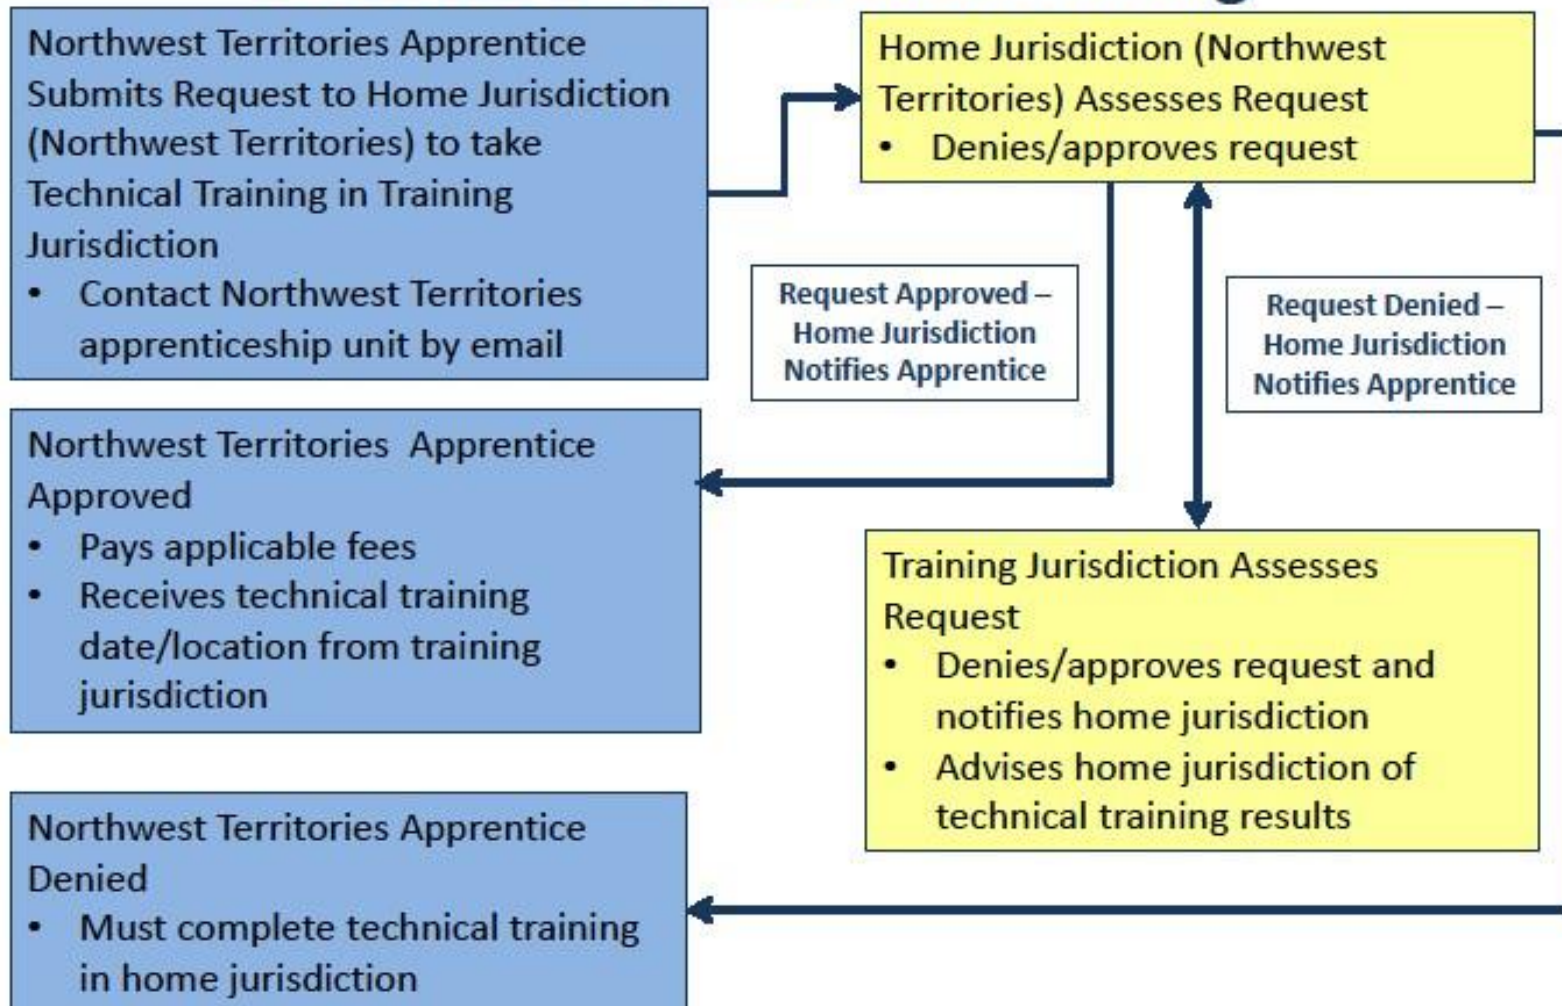 Northwest Territories Apprentice
Submits Request to Home Jurisdiction
(Northwest Territories) to take
Technical Training in Training
Jurisdiction
• Contact Northwest Territories
apprenticeship unit by email
Home Jurisdiction (Northwest
Territories) Assesses Request
• Denies/approves request
Request Approved –
Home Jurisdiction
Notifies Apprentice
Request Denied –
Home Jurisdiction
Notifies Apprentice
Northwest Territories Apprentice
Approved
• Pays applicable fees
• Receives technical training
date/location from training
jurisdiction
Training Jurisdiction Assesses
Request
• Denies/approves request and
notifies home jurisdiction
• Advises home jurisdiction of
technical training results
Northwest Territories Apprentice
Denied
• Must complete technical training
in home jurisdiction